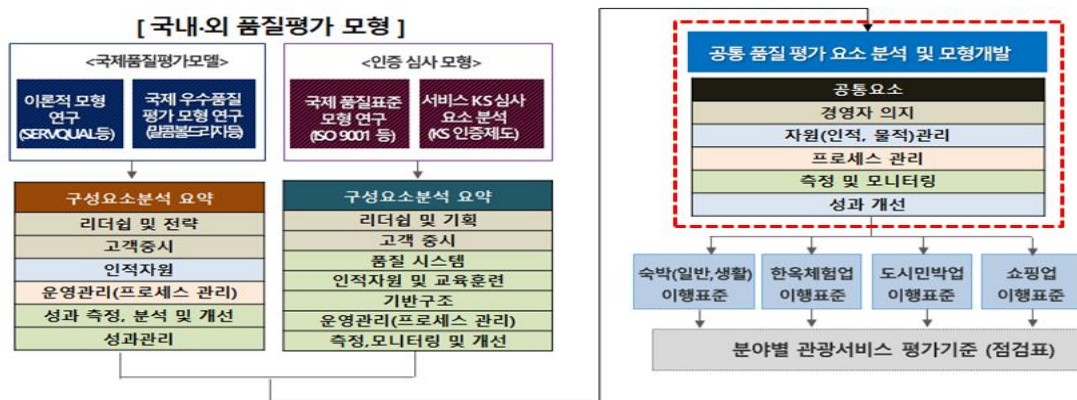 [ 국내·외 품질평가 모형 ]
<국제품질평가모델>
이론적 모형
연구
(SERVQUAL등)
국제 우수품질
평가 모형 연구
(말콤볼드리지등)
<인증 심사 모형>
국제 품질표준
모형 연구
(ISO 9001 등)
서비스 KS 심사
요소 분석
(KS 인증제도)
구성요소분석 요약
리더쉽 및 전략
고객중시
인적자원
운영관리(프로세스 관리)
성과 측정, 분석 및 개선
성과관리
구성요소분석 요약
리더쉽 및 기획
고객 중시
품질 시스템
인적자원 및 교육훈련
기반구조
운영관리(프로세스 관리)
측정,모니터링 및 개선
공통 품질 평가 요소 분석 및 모형개발
공통요소
경영자 의지
자원(인적, 물적)관리
프로세스 관리
측정 및 모니터링
성과 개선
숙박(일반,생활)
이행표준
한옥체험업
이행표준
도시민박업
이행표준
쇼핑업
이행표준
분야별 관광서비스 평가기준 (점검표)